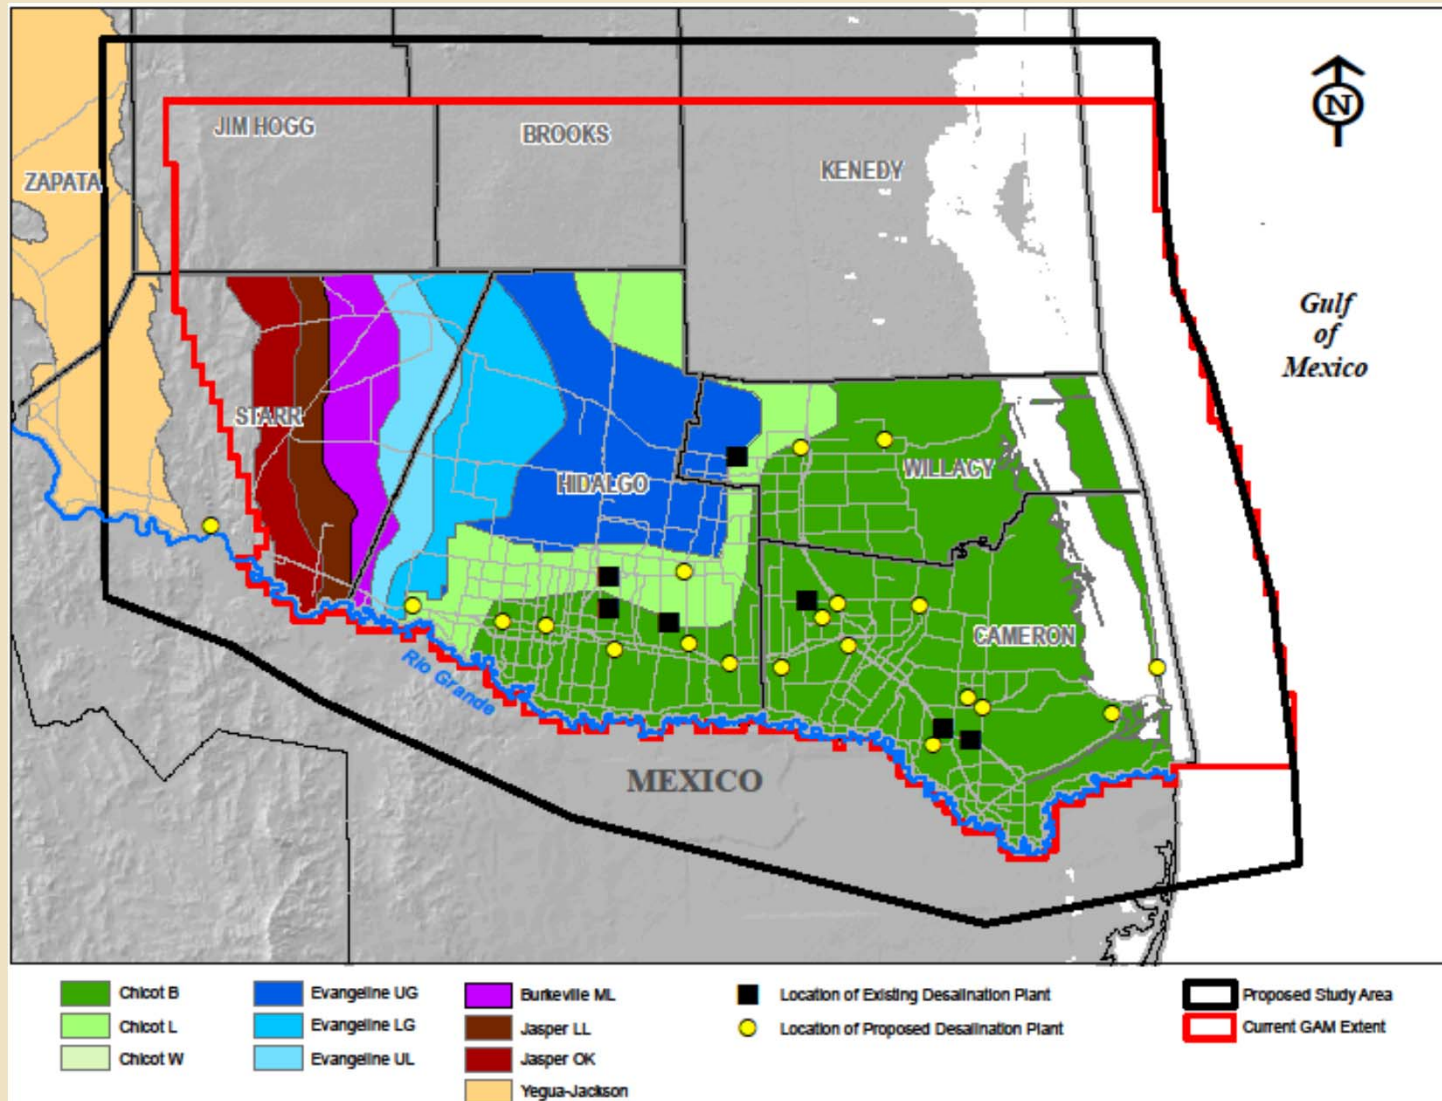 N
JIM HOGG
BROOKS
KENEDY
ZAPATA
Gulf
of
Mexico
STARR
HIDALGO
WILLACY
CAMERON
Rio Grande
MEXICO
Chicot B
Chicot L
Chicot W
Evangeline UG
Evangeline LG
Evangeline UL
Burkeville ML
Jasper LL
Jasper OK
Yegua-Jackson
Location of Existing Desalination Plant
Location of Proposed Desalination Plant
Proposed Study Area
Current GAM Extent